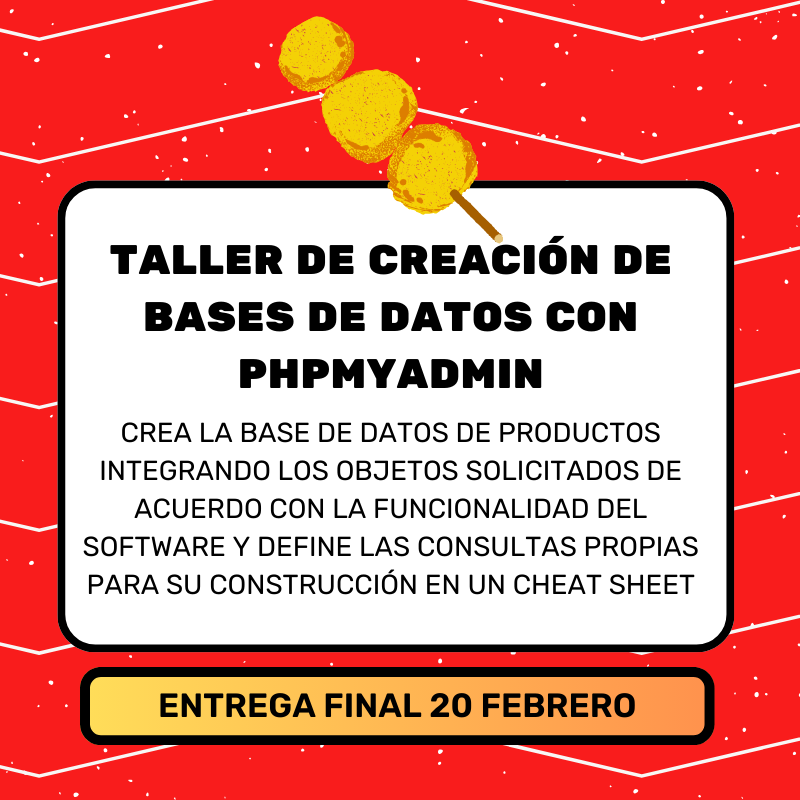 TALLER DE CREACIÓN DE
BASES DE DATOS CON
PHPMYADMIN
CREA LA BASE DE DATOS DE PRODUCTOS
INTEGRANDO LOS OBJETOS SOLICITADOS DE
ACUERDO CON LA FUNCIONALIDAD DEL
SOFTWARE Y DEFINE LAS CONSULTAS PROPIAS
PARA SU CONSTRUCCIÓN EN UN CHEAT SHEET
ENTREGA FINAL 20 FEBRERO